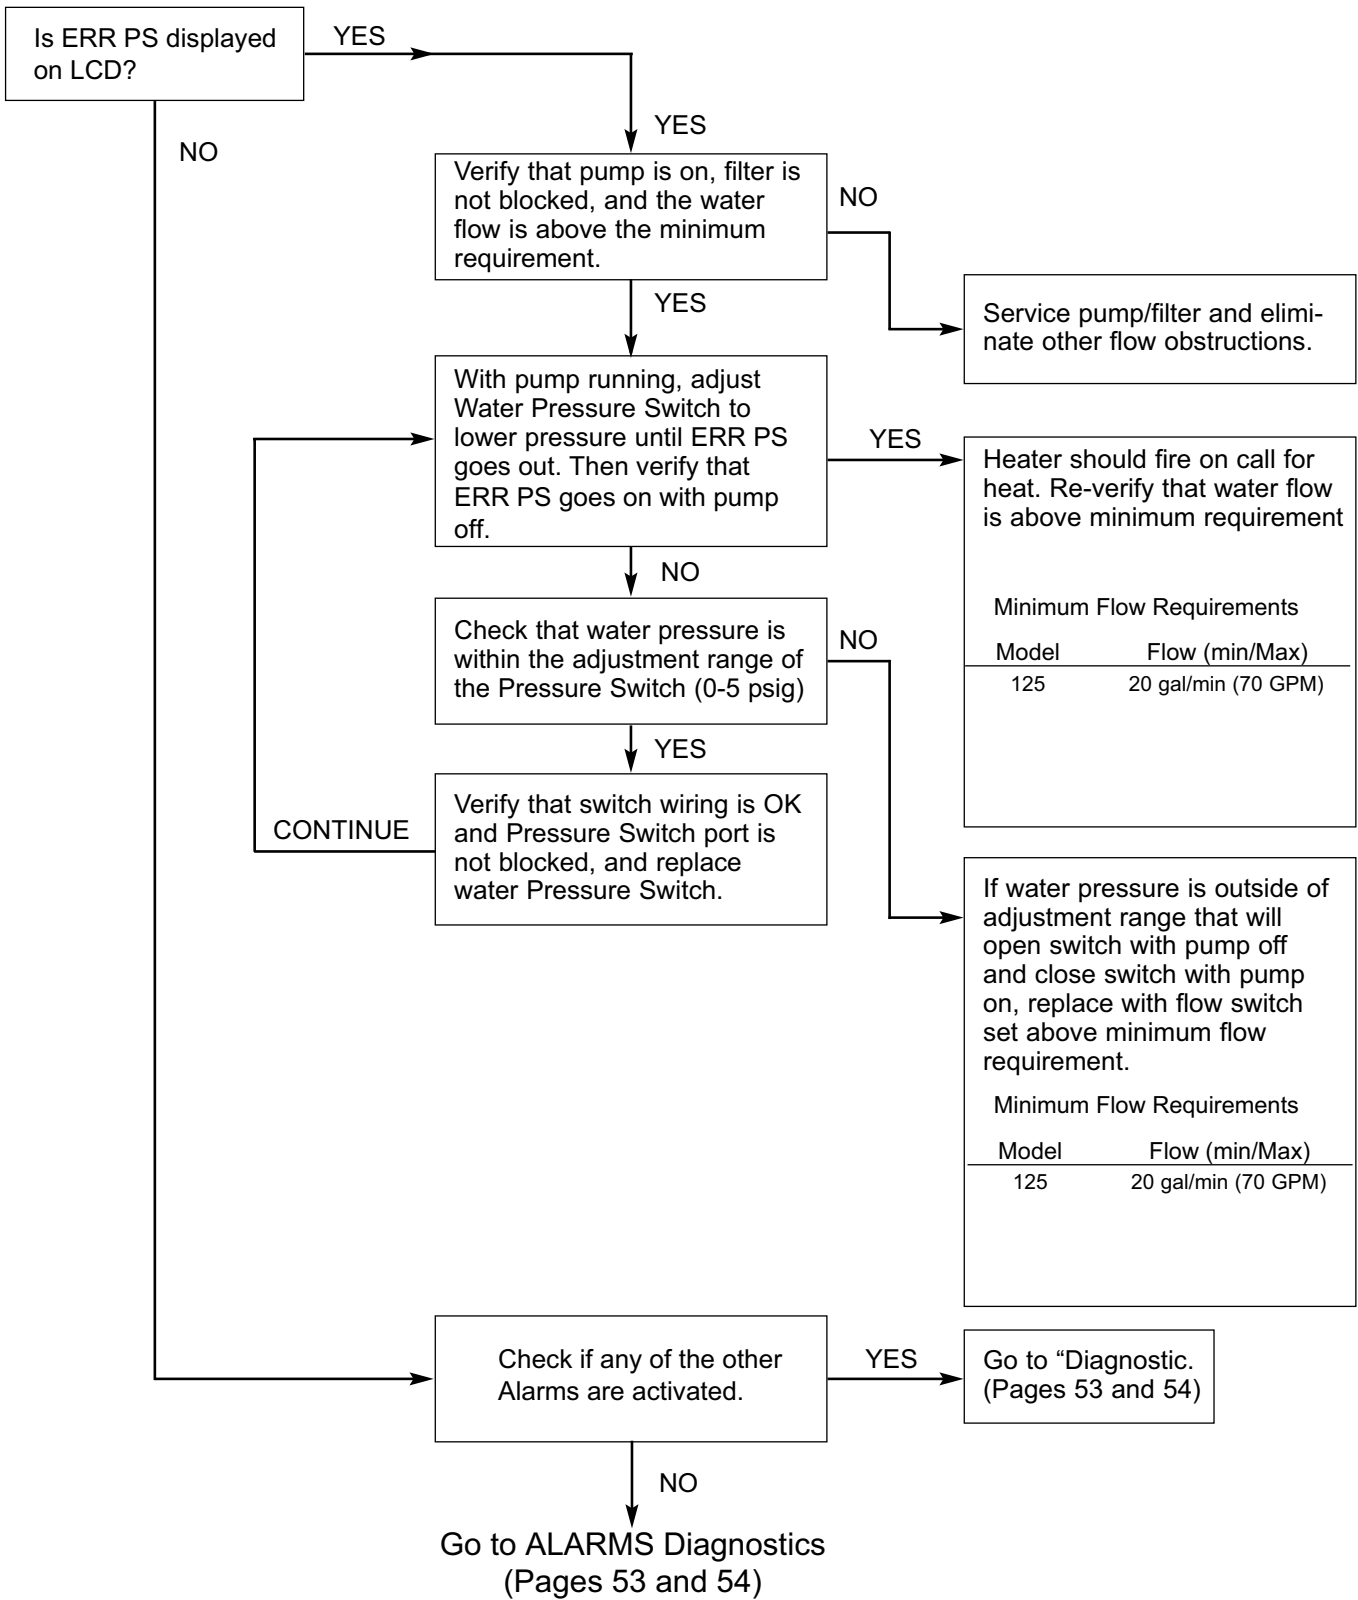 Is ERR PS displayed
on LCD?
YES
NO
YES
Verify that pump is on, filter is
not blocked, and the water
flow is above the minimum
requirement.
NO
YES
Service pump/filter and elimi-
nate other flow obstructions.
With pump running, adjust
Water Pressure Switch to
lower pressure until ERR PS
goes out. Then verify that
ERR PS goes on with pump
off.
YES
Heater should fire on call for
heat. Re-verify that water flow
is above minimum requirement
Minimum Flow Requirements
Model Flow (min/Max)
125 20 gal/min (70 GPM)
NO
Check that water pressure is
within the adjustment range of
the Pressure Switch (0-5 psig)
NO
YES
Verify that switch wiring is OK
and Pressure Switch port is
not blocked, and replace
water Pressure Switch.
CONTINUE
If water pressure is outside of
adjustment range that will
open switch with pump off
and close switch with pump
on, replace with flow switch
set above minimum flow
requirement.
Minimum Flow Requirements
Model Flow (min/Max)
125 20 gal/min (70 GPM)
Check if any of the other
Alarms are activated.
YES
Go to “Diagnostic.
(Pages 53 and 54)
NO
Go to ALARMS Diagnostics
(Pages 53 and 54)